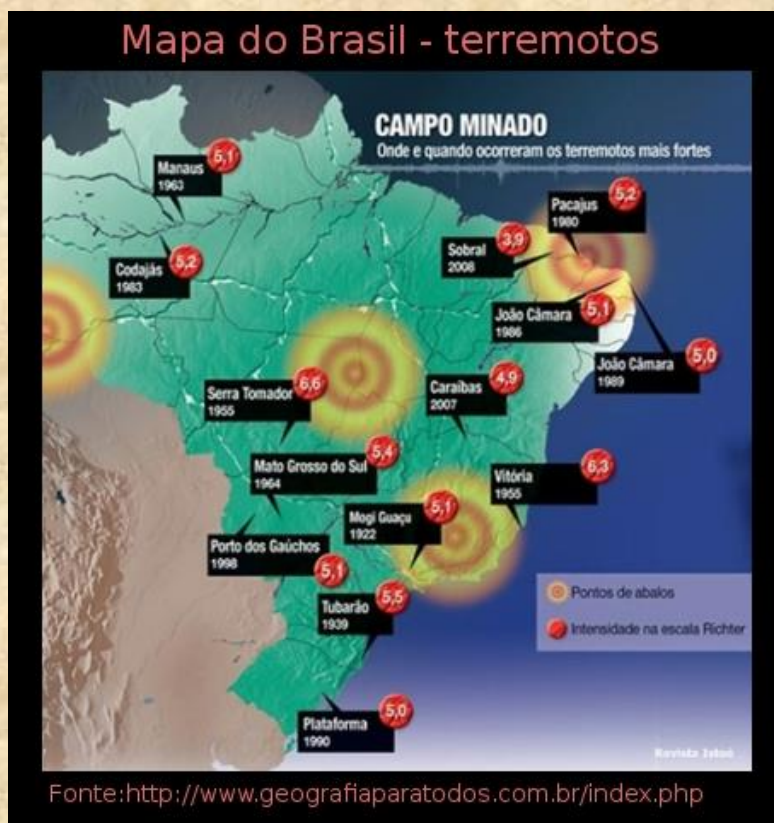 Mapa do Brasil - terremotos
CAMPO MINADO
Onde e quando ocorreram os terremotos mais fortes
Manaus
1963
5,1
Codajás
1983
5,2
Pacajus
1980
5,2
Sobral
2008
3,9
João Câmara
1986
5,1
João Câmara
1989
5,0
Serra Tomador
1955
6,6
Caraíbas
2007
4,9
Mato Grosso do Sul
1964
5,4
Vitória
1955
6,3
Mogi Guaçu
1922
5,1
Porto dos Gaúchos
1998
5,1
Tubarão
1939
5,5
Plataforma
1990
5,0
Pontos de abalos
Intensidade na escala Richter
Revista
Fonte:http://www.geografiaparatodos.com.br/index.php